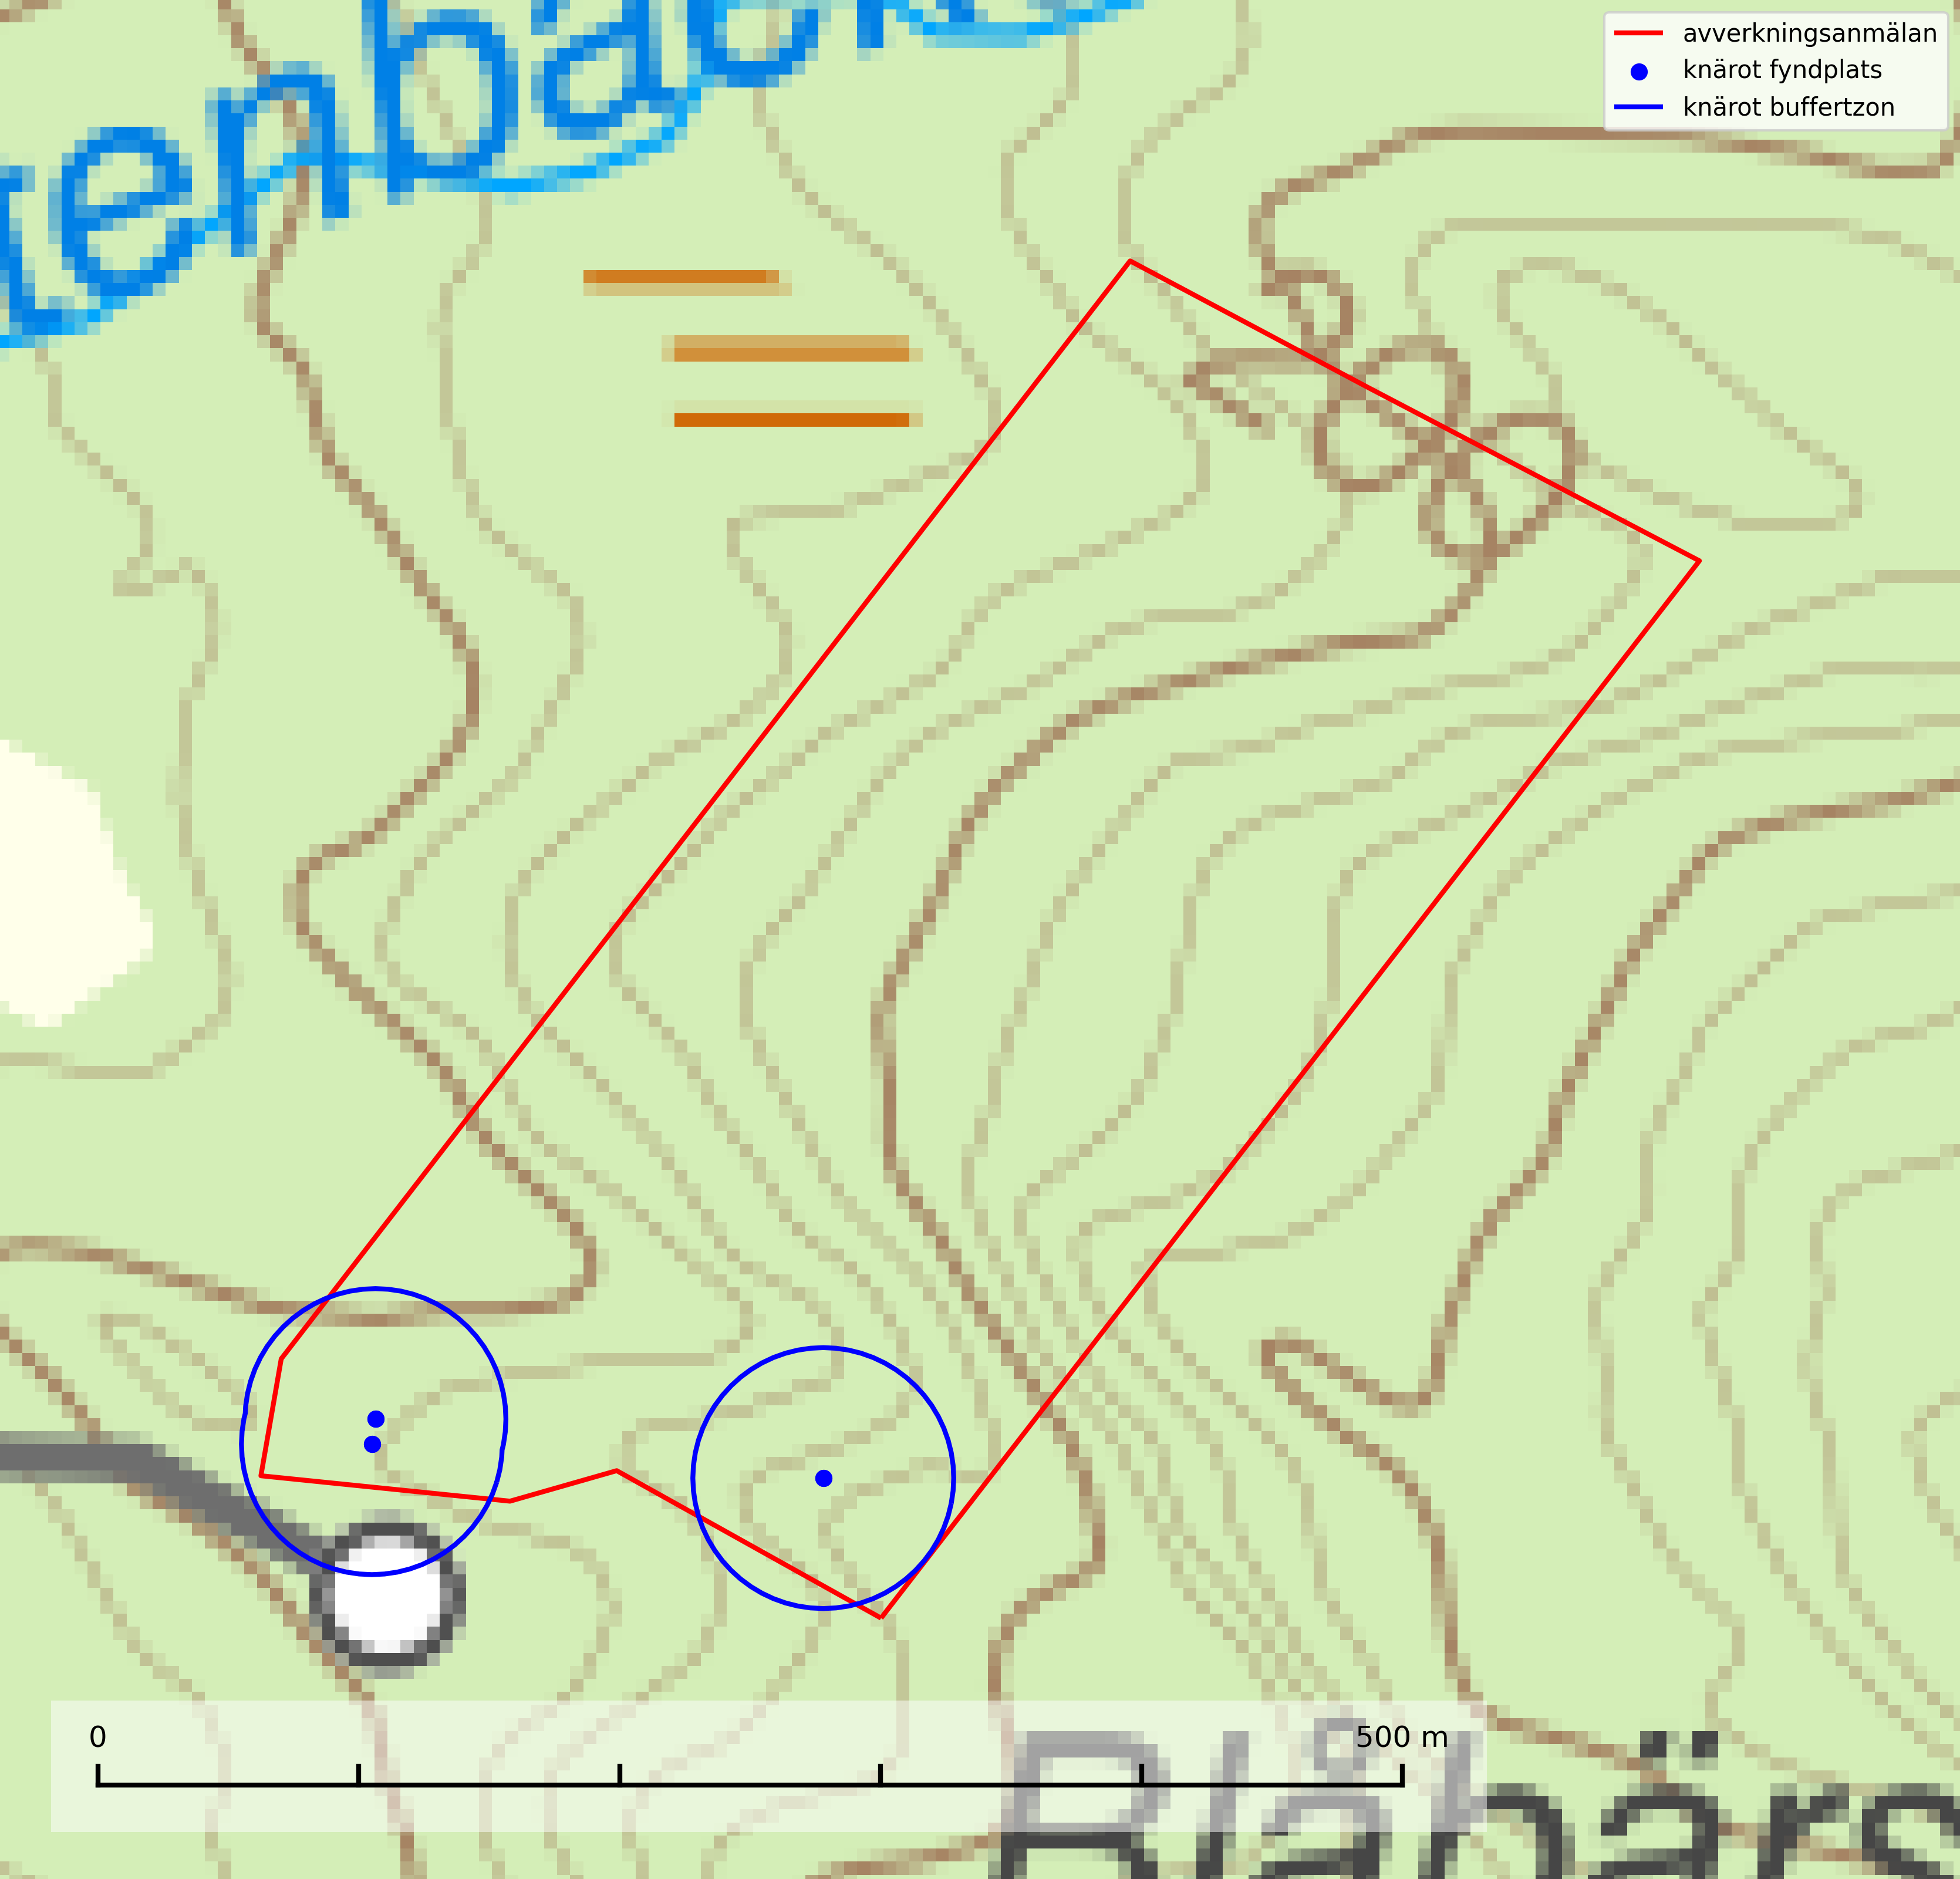 avverkningsanmälan
knärot fyndplats
knärot buffertzon
0
500 m